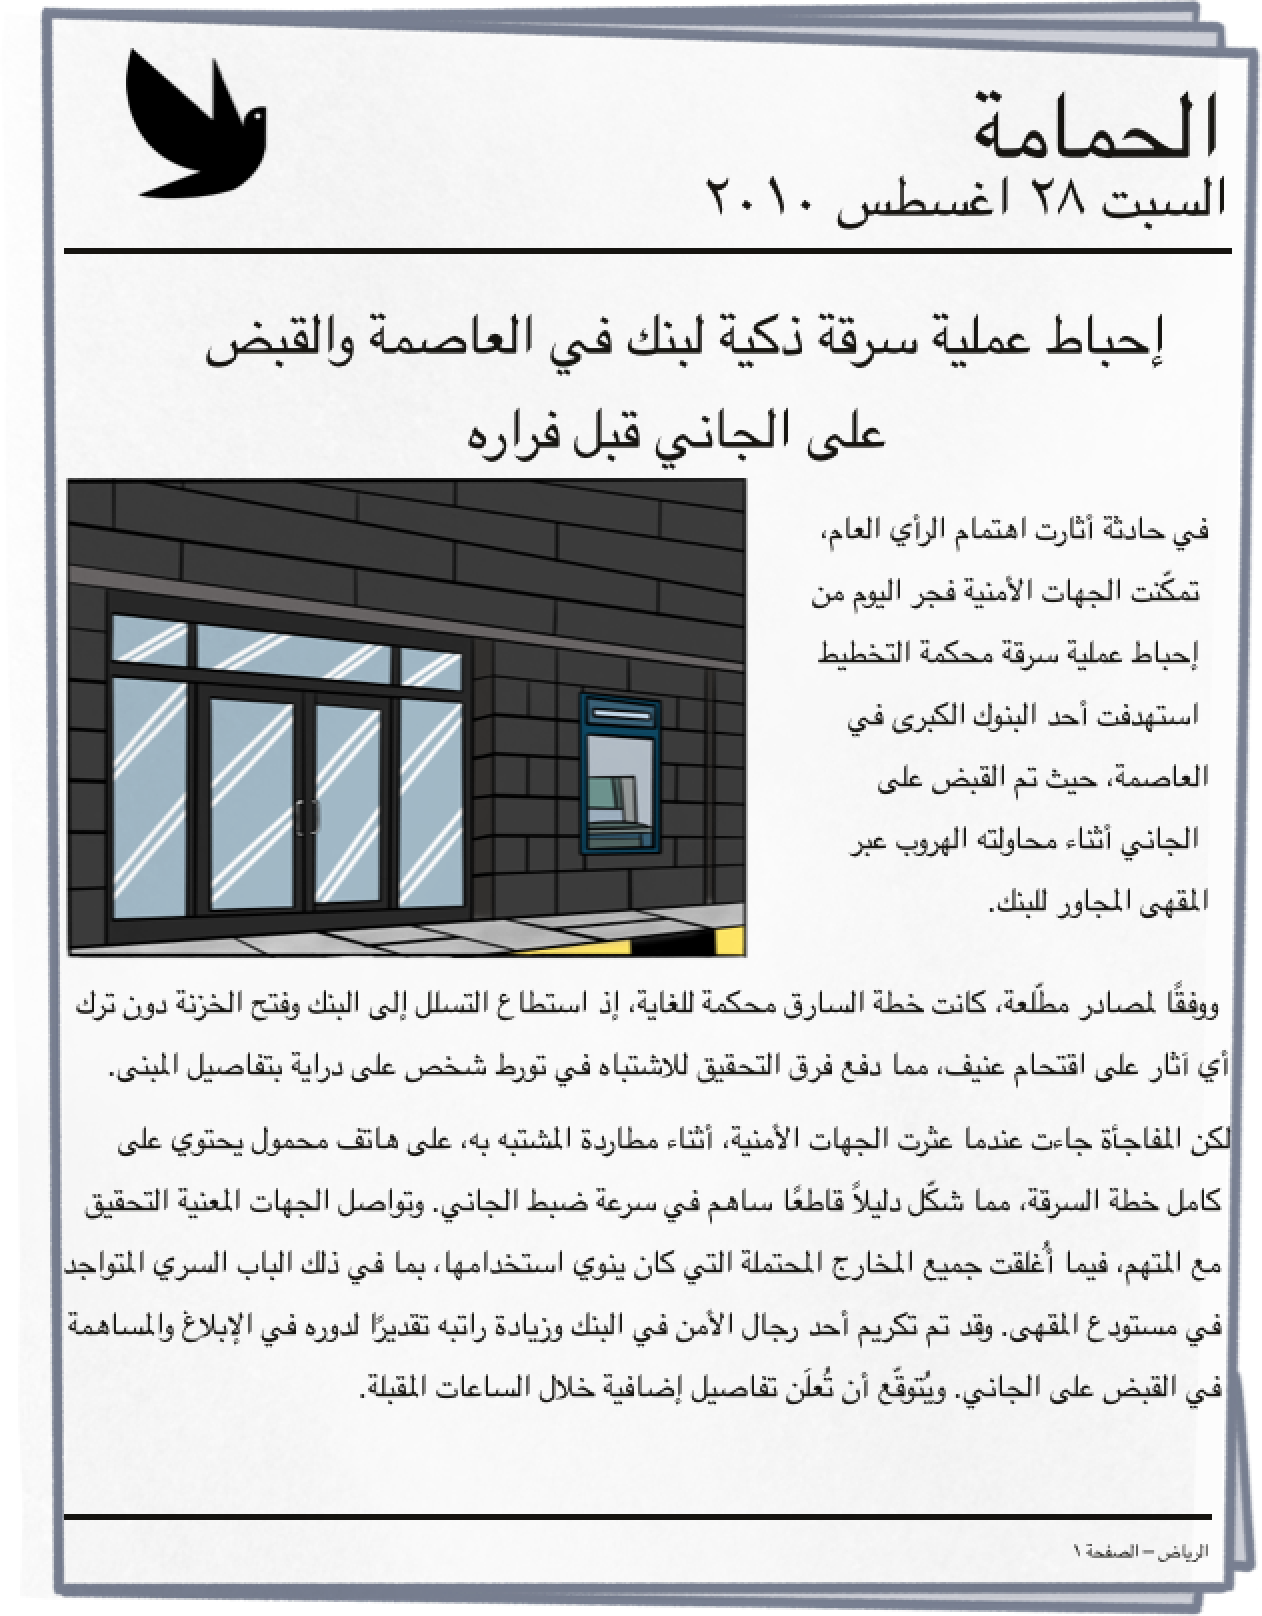 الحمامة
السبت ٢٨ اغسطس ٢٠١٠
إحباط عملية سرقة ذكية لبنك في العاصمة والقبض
على الجاني قبل فراره
في حادثة أثارت اهتمام الرأي العام،
تمكّنت الجهات الأمنية فجر اليوم من
إحباط عملية سرقة محكمة التخطيط
استهدفت أحد البنوك الكبرى في
العاصمة، حيث تم القبض على
الجاني أثناء محاولته الهروب عبر
المقهى المجاور للبنك.
ووفقًا لمصادر مطّلعة، كانت خطة السارق محكمة للغاية، إذ استطاع التسلل إلى البنك وفتح الخزنة دون ترك
أي آثار على اقتحام عنيف، مما دفع فرق التحقيق للاشتباه في تورط شخص على دراية بتفاصيل المبنى.
لكن المفاجأة جاءت عندما عثرت الجهات الأمنية، أثناء مطاردة المشتبه به، على هاتف محمول يحتوي على
كامل خطة السرقة، مما شكّل دليلاً قاطعًا ساهم في سرعة ضبط الجاني. وتواصل الجهات المعنية التحقيق
مع المتهم، فيما أُغلقت جميع المخارج المحتملة التي كان ينوي استخدامها، بما في ذلك الباب السري المتواجد
في مستودع المقهى. وقد تم تكريم أحد رجال الأمن في البنك وزيادة راتبه تقديرًا لدوره في الإبلاغ والمساهمة
في القبض على الجاني. ويُتوقّع أن تُعلَن تفاصيل إضافية خلال الساعات المقبلة.
الرياض – الصفحة ١